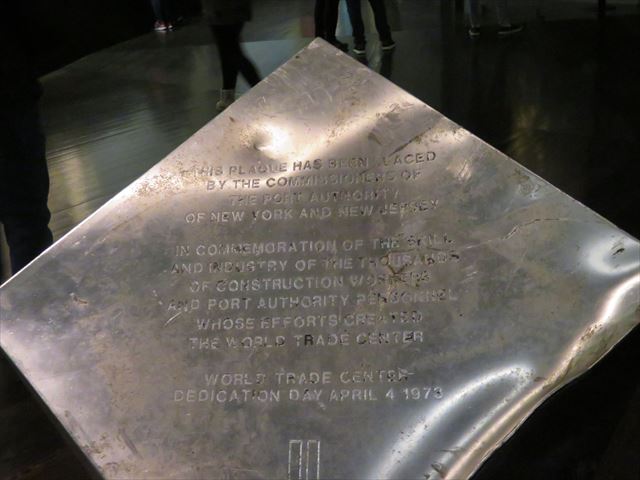 THIS PLAQUE HAS BEEN PLACED
BY THE COMMISSIONERS OF
THE PORT AUTHORITY
OF NEW YORK AND NEW JERSEY
IN COMMEMORATION OF THE SKILL
AND INDUSTRY OF THE THOUSANDS
OF CONSTRUCTION WORKERS
AND PORT AUTHORITY PERSONNEL
WHOSE EFFORTS CREATED
THE WORLD TRADE CENTER
WORLD TRADE CENTER
DEDICATION DAY APRIL 4 1973